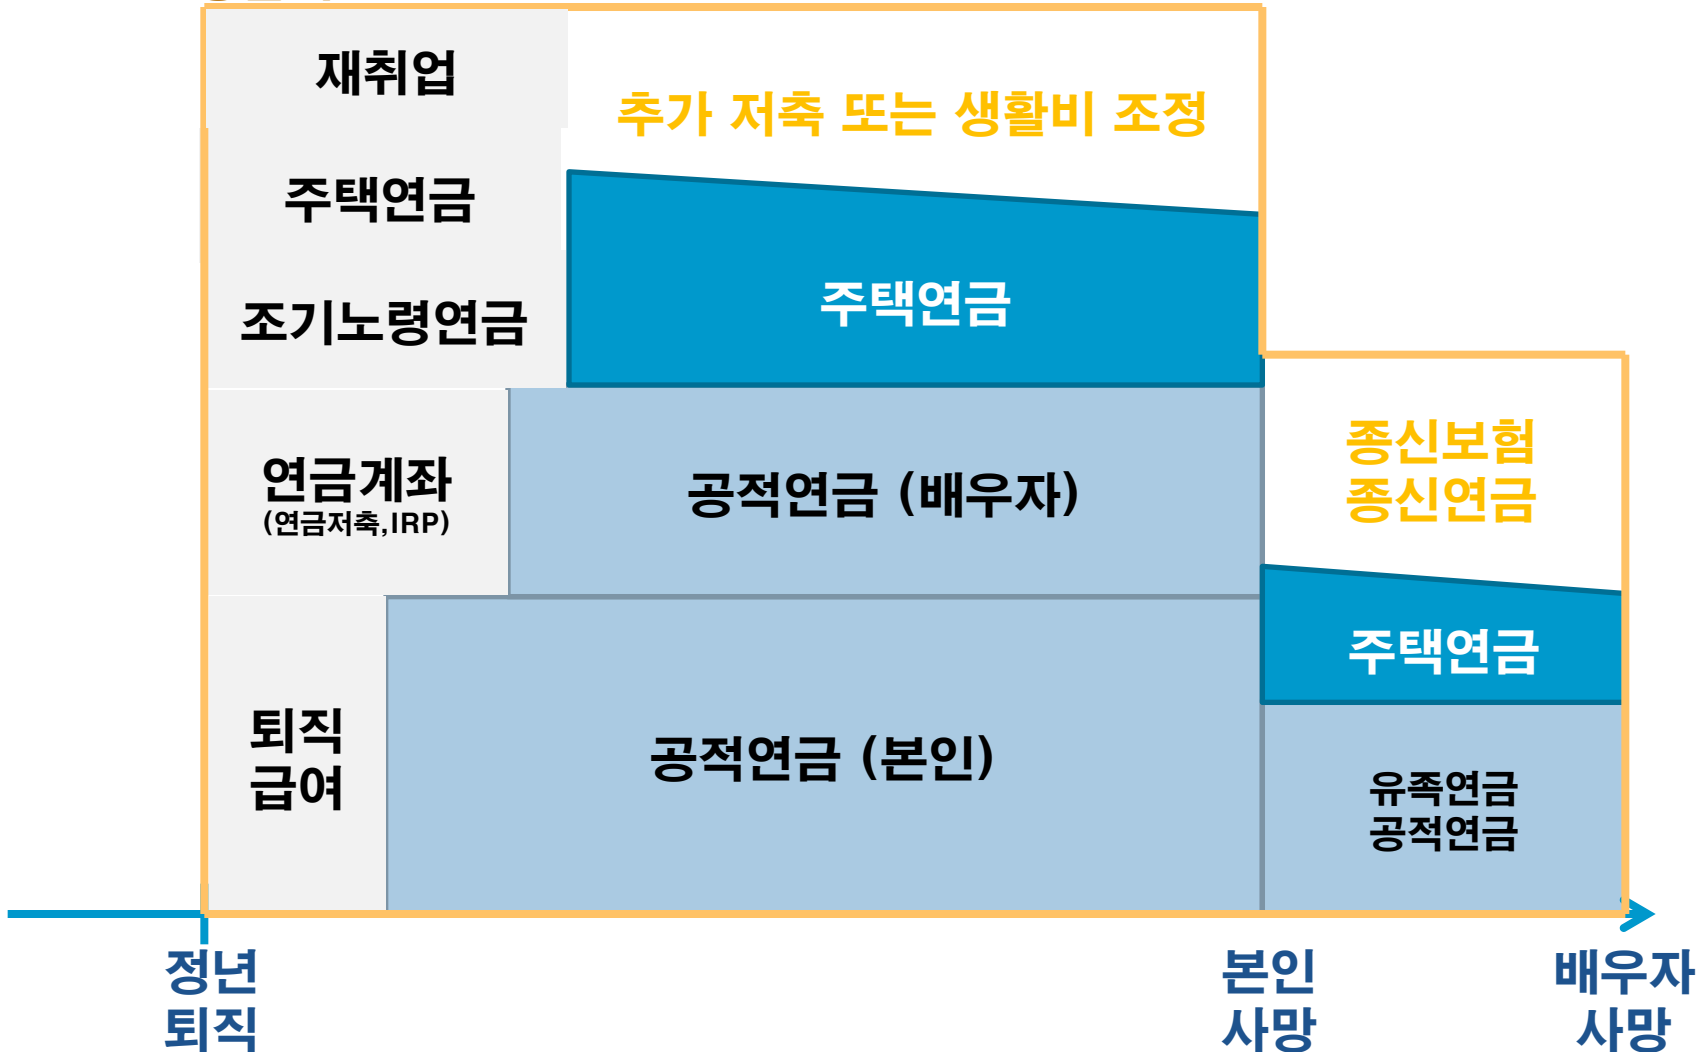 재취업
추가 저축 또는 생활비 조정
주택연금
조기노령연금
주택연금
연금계좌
(연금저축,IRP)
공적연금 (배우자)
종신보험
종신연금
주택연금
퇴직
급여
공적연금 (본인)
유족연금
공적연금
정년
퇴직
본인
사망
배우자
사망